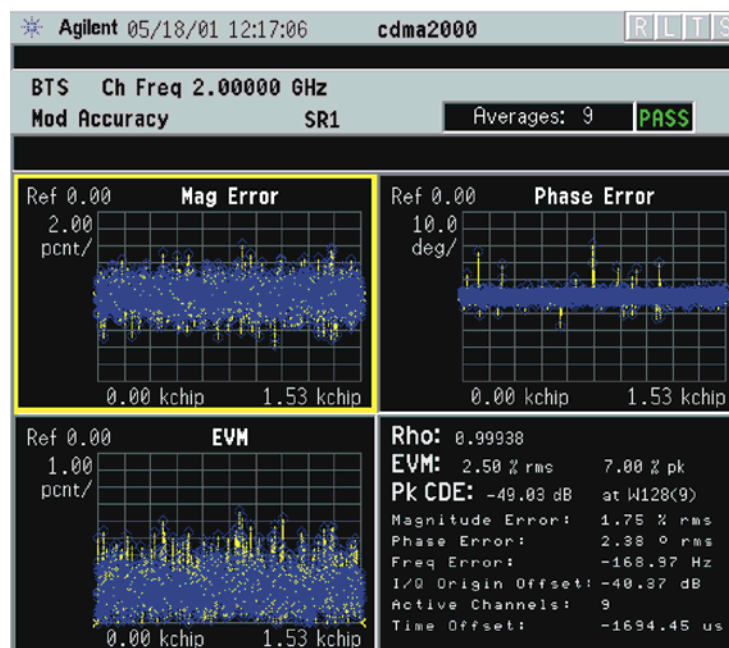 Agilent 05/18/01 12:17:06 cdma2000 R L T S
BTS Ch Freq 2.00000 GHz
Mod Accuracy SR1 Averages: 9 PASS
Ref 0.00 Mag Error
2.00
pcnt/
0.00 kchip 1.53 kchip
Ref 0.00 Phase Error
10.0
deg/
0.00 kchip 1.53 kchip
Ref 0.00 EVM
1.00
pcnt/
0.00 kchip 1.53 kchip
Rho: 0.99938
EVM: 2.50 % rms 7.00 % pk
Pk CDE: -49.03 dB at W128(9)
Magnitude Error: 1.75 % rms
Phase Error: 2.38 º rms
Freq Error: -168.97 Hz
I/Q Origin Offset: -40.37 dB
Active Channels: 9
Time Offset: -1694.45 us